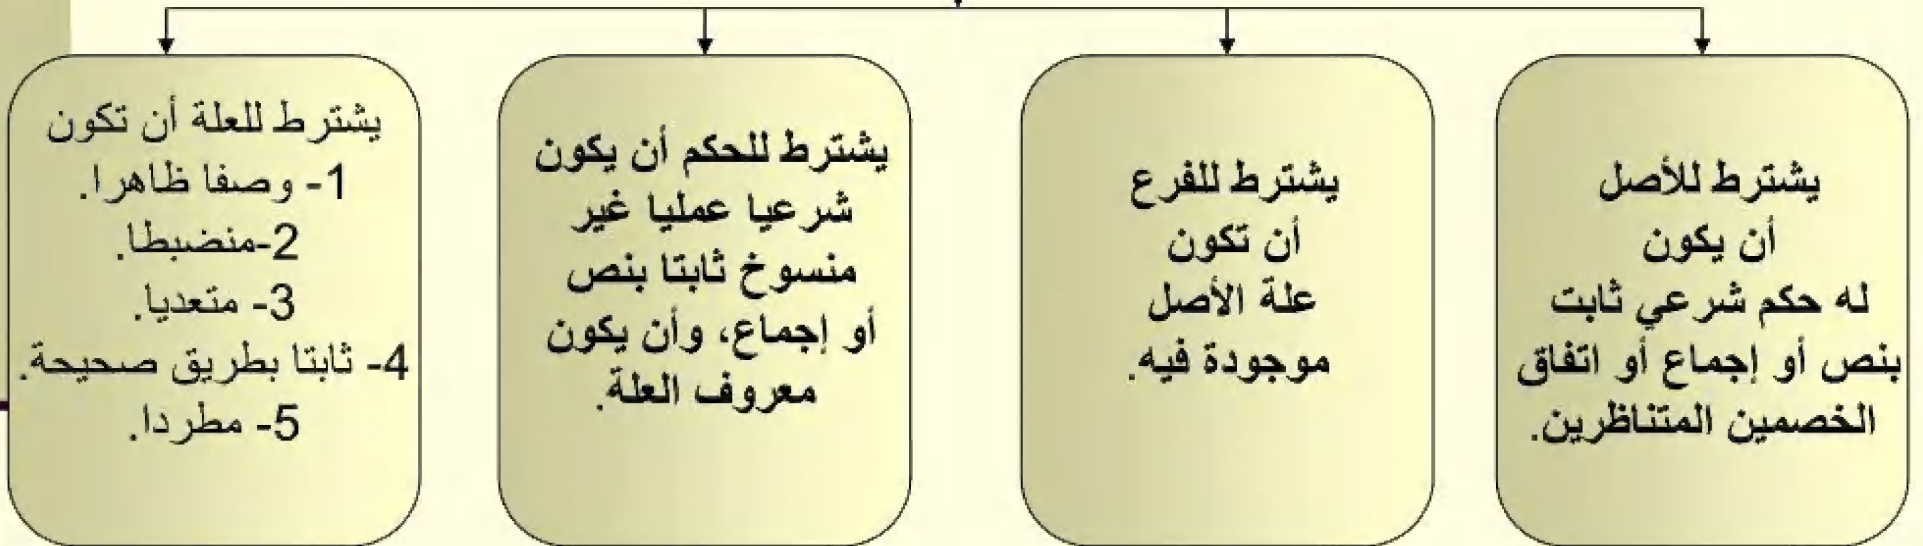 يشترط للأصل
أن يكون
له حكم شرعي ثابت
بنص أو إجماع أو اتفاق
الخصمين المتناظرين.
يشترط للفرع
أن تكون
علة الأصل
موجودة فيه.
يشترط للحكم أن يكون
شرعيا عمليا غير
منسوخ ثابتا بنص
أو إجماع، وأن يكون
معروف العلة.
يشترط للعلة أن تكون
1- وصفا ظاهرا.
2-منضبطا.
3- متعديا.
4- ثابتا بطريق صحيحة.
5- مطردا.